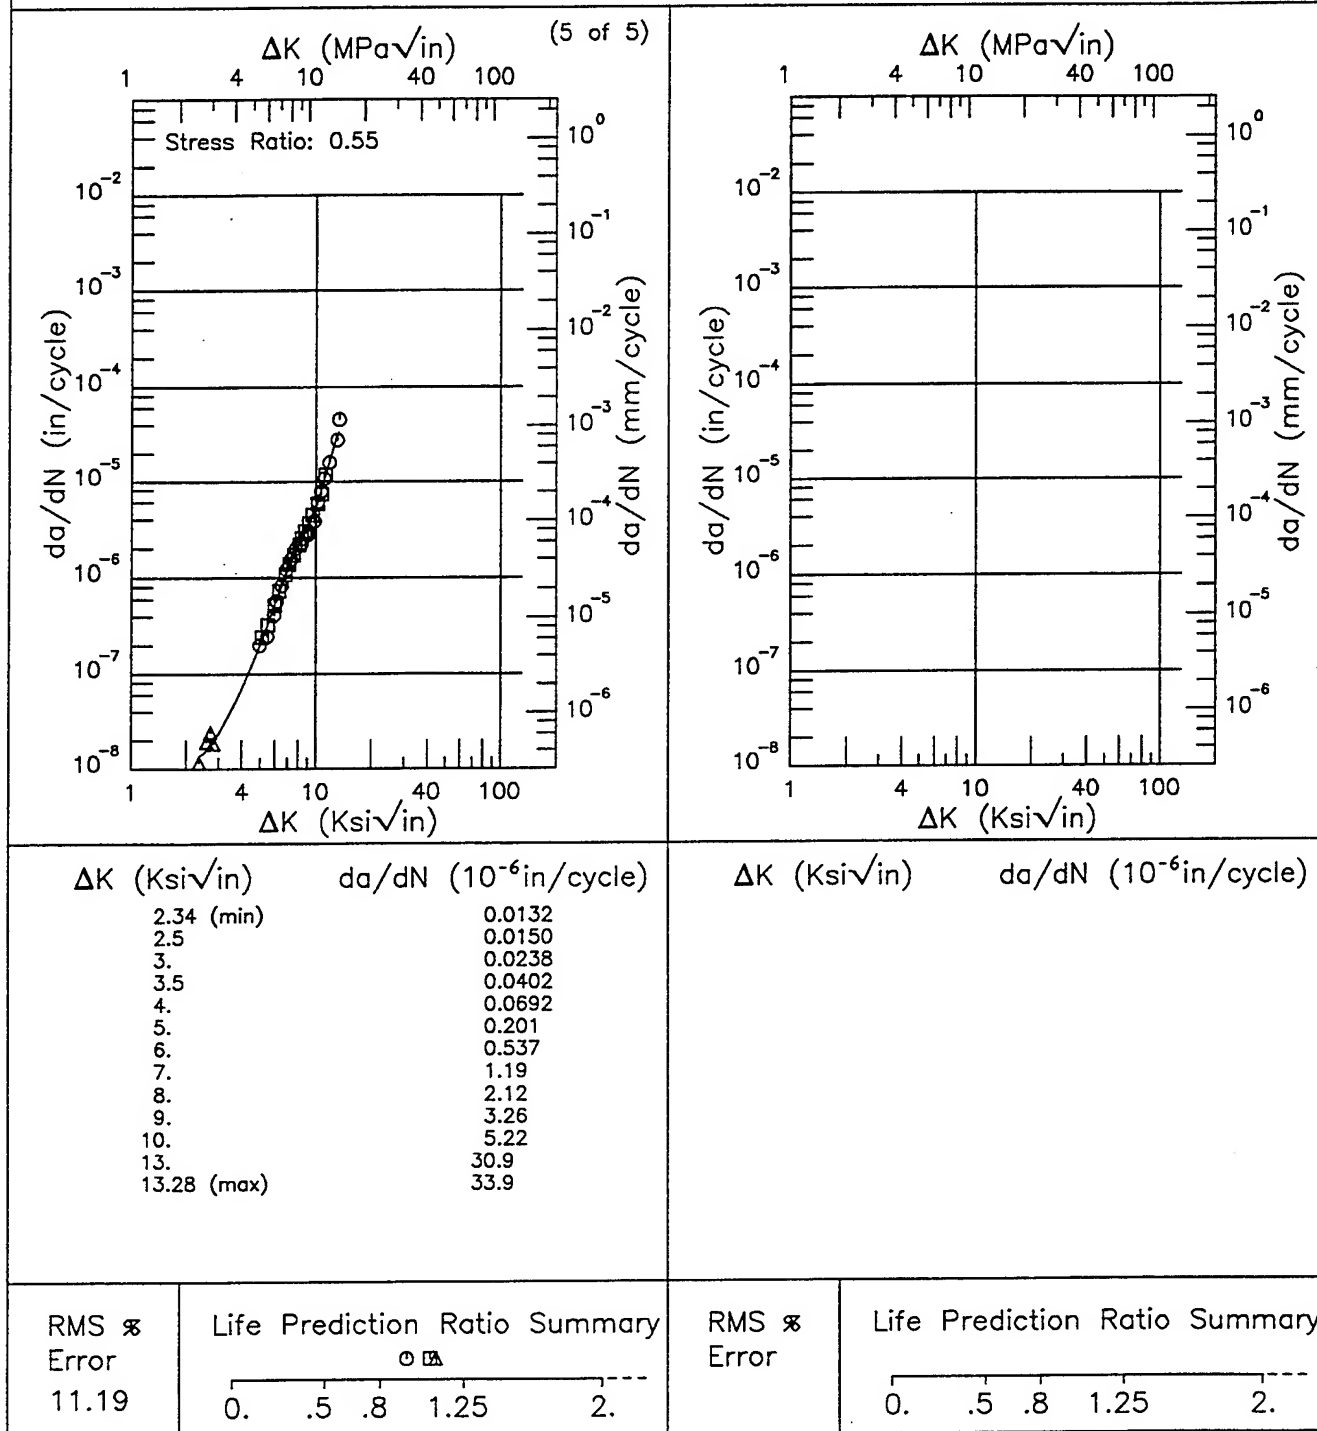 (5 of 5)
ΔK (MPa√in)
1 4 10 40 100
Stress Ratio: 0.55
10⁰
10⁻²
10⁻¹
10⁻³
10⁻²
10⁻⁴
10⁻³
10⁻⁵
10⁻⁴
10⁻⁶
10⁻⁵
10⁻⁷
10⁻⁶
10⁻⁸
da/dN (in/cycle)
da/dN (mm/cycle)
1 4 10 40 100
ΔK (Ksi√in)
ΔK (MPa√in)
1 4 10 40 100
10⁰
10⁻²
10⁻¹
10⁻³
10⁻²
10⁻⁴
10⁻³
10⁻⁵
10⁻⁴
10⁻⁶
10⁻⁵
10⁻⁷
10⁻⁶
10⁻⁸
da/dN (in/cycle)
da/dN (mm/cycle)
1 4 10 40 100
ΔK (Ksi√in)
ΔK (Ksi√in) da/dN (10⁻⁶in/cycle)
2.34 (min) 0.0132
2.5 0.0150
3. 0.0238
3.5 0.0402
4. 0.0692
5. 0.201
6. 0.537
7. 1.19
8. 2.12
9. 3.26
10. 5.22
13. 30.9
13.28 (max) 33.9
ΔK (Ksi√in) da/dN (10⁻⁶in/cycle)
RMS %
Error
11.19
Life Prediction Ratio Summary
0. .5 .8 1.25 2.
RMS %
Error
Life Prediction Ratio Summary
0. .5 .8 1.25 2.